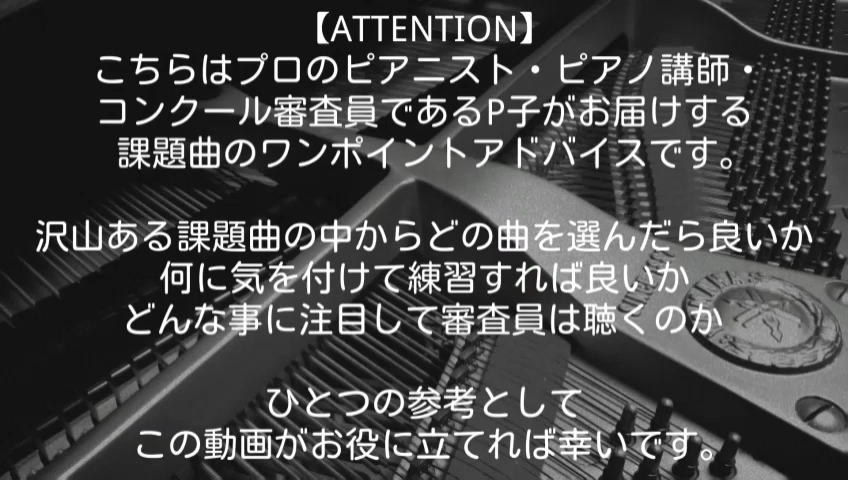 【ATTENTION】
こちらはプロのピアニスト・ピアノ講師・
コンクール審査員であるP子がお届けする
課題曲のワンポイントアドバイスです。
沢山ある課題曲の中からどの曲を選んだら良いか
何に気を付けて練習すれば良いか
どんな事に注目して審査員は聴くのか
ひとつの参考として
この動画がお役に立てれば幸いです。